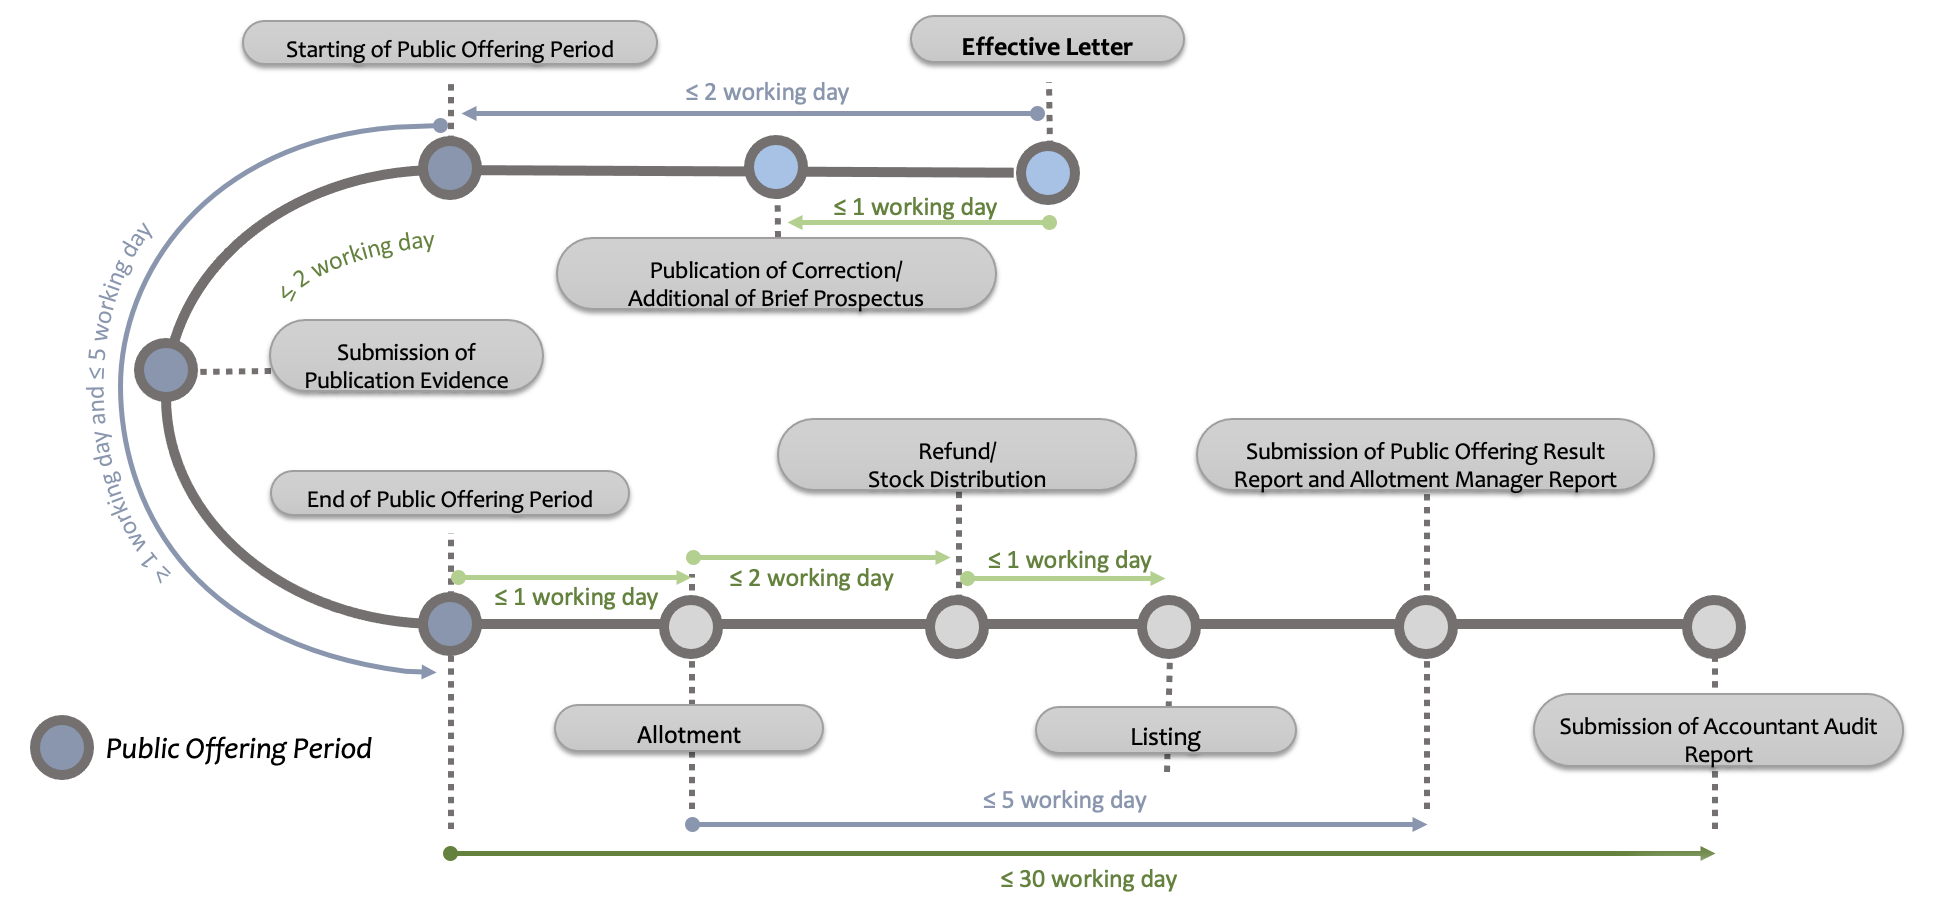 Starting of Public Offering Period
Effective Letter
≤ 2 working day
≤ 1 working day
Publication of Correction/
Additional of Brief Prospectus
≤ 2 working day
≥ 1 working day and ≤ 5 working day
Submission of
Publication Evidence
End of Public Offering Period
Refund/
Stock Distribution
Submission of Public Offering Result
Report and Allotment Manager Report
≤ 1 working day
≤ 2 working day
≤ 1 working day
Allotment
Listing
Submission of Accountant Audit
Report
Public Offering Period
≤ 5 working day
≤ 30 working day